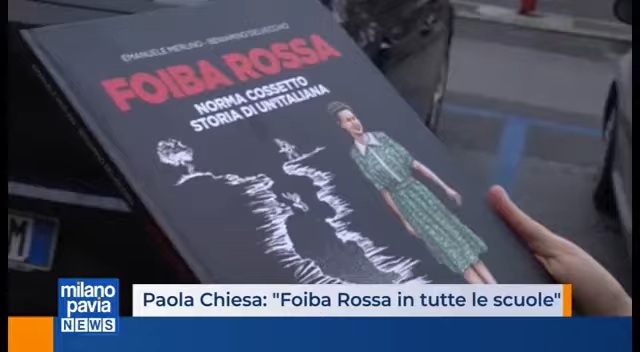 EMANUELE MERLINO - BENIAMINO DELVECCHIO
FOIBA ROSSA
NORMA COSSETTO
STORIA DI UN'ITALIANA
milano
pavia
NEWS
Paola Chiesa: "Foiba Rossa in tutte le scuole"